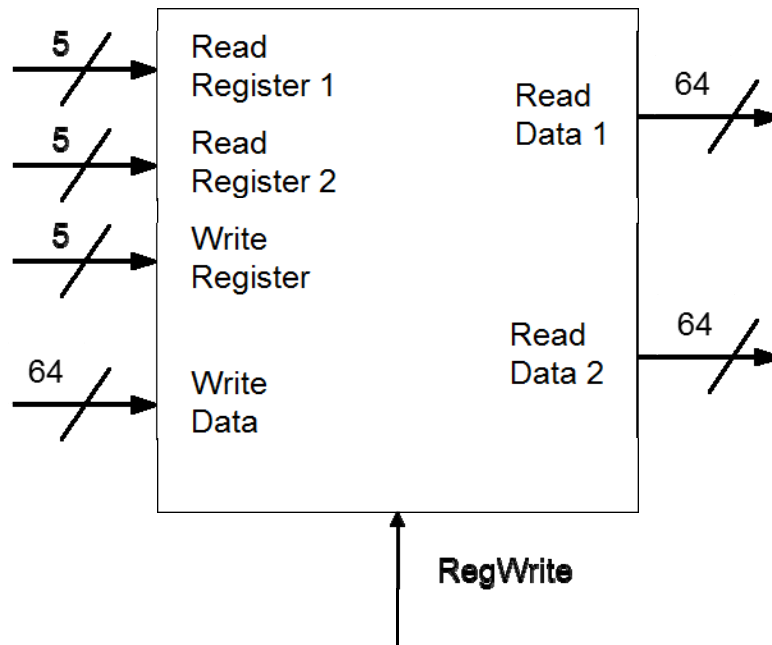 5
Read
Register 1
5
Read
Register 2
5
Write
Register
64
Write
Data
Read
Data 1
64
Read
Data 2
64
RegWrite